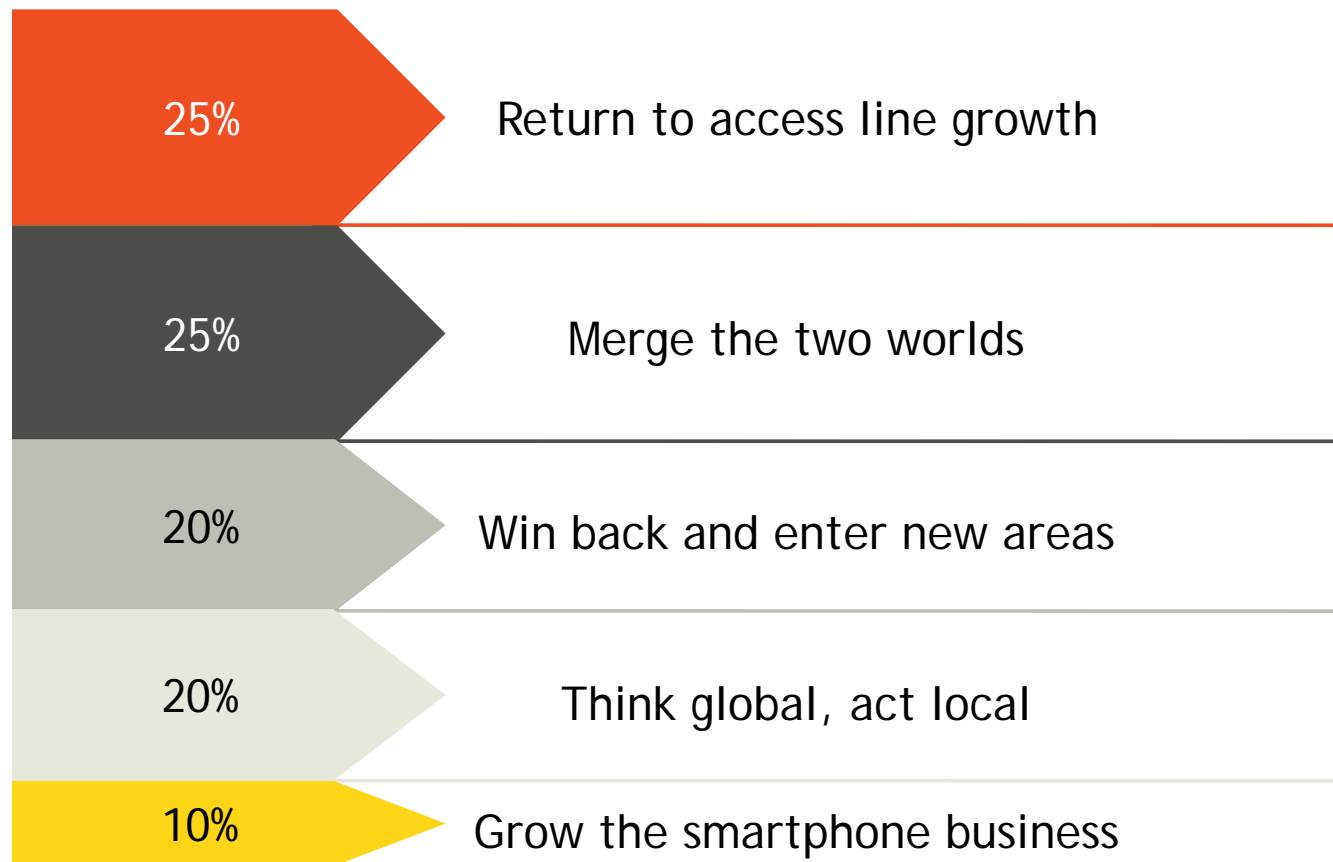 25%
Return to access line growth
25%
Merge the two worlds
20%
Win back and enter new areas
20%
Think global, act local
10%
Grow the smartphone business